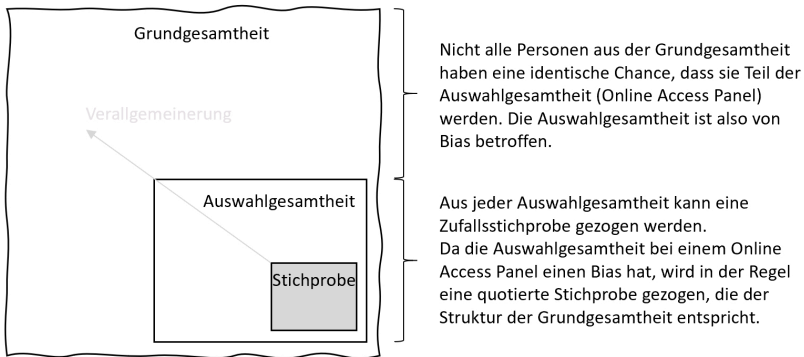 Grundgesamtheit
Verallgemeinerung
Auswahlgesamtheit
Stichprobe
Nicht alle Personen aus der Grundgesamtheit
haben eine identische Chance, dass sie Teil der
Auswahlgesamtheit (Online Access Panel)
werden. Die Auswahlgesamtheit ist also von
Bias betroffen.
Aus jeder Auswahlgesamtheit kann eine
Zufallsstichprobe gezogen werden.
Da die Auswahlgesamtheit bei einem Online
Access Panel einen Bias hat, wird in der Regel
eine quotierte Stichprobe gezogen, die der
Struktur der Grundgesamtheit entspricht.